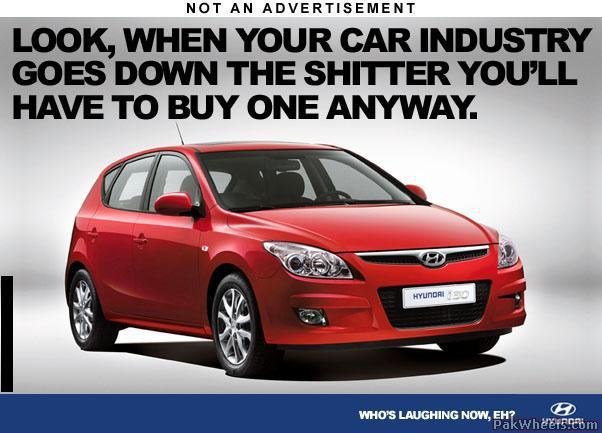 NOT AN ADVERTISEMENT
LOOK, WHEN YOUR CAR INDUSTRY
GOES DOWN THE SHITTER YOU'LL
HAVE TO BUY ONE ANYWAY.
HYUNDAI i30
WHO'S LAUGHING NOW, EH?
HYUNDAI
PakWheels.com